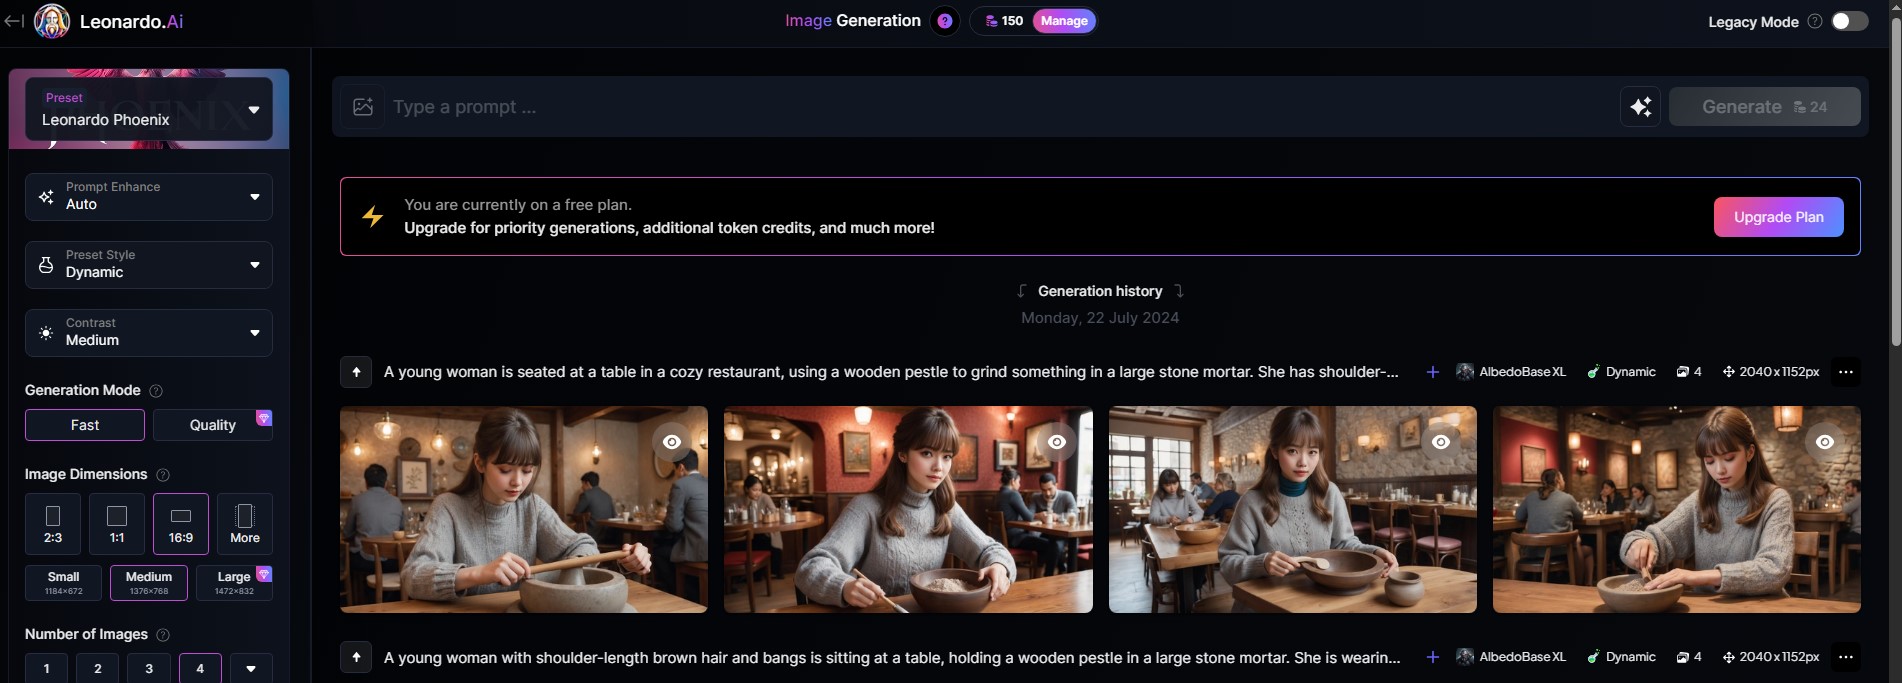 Leonardo.Ai
Image Generation
?
150
Manage
Legacy Mode ?
Preset
Leonardo Phoenix
Prompt Enhance
Auto
Preset Style
Dynamic
Contrast
Medium
Generation Mode ?
Fast
Quality
Image Dimensions ?
2:3
1:1
16:9
More
Small
1184×672
Medium
1376×768
Large
1472×832
Number of Images ?
1
2
3
4
Type a prompt ...
Generate 24
You are currently on a free plan.
Upgrade for priority generations, additional token credits, and much more!
Upgrade Plan
Generation history
Monday, 22 July 2024
A young woman is seated at a table in a cozy restaurant, using a wooden pestle to grind something in a large stone mortar. She has shoulder-...
AlbedoBase XL
Dynamic
4
2040 x 1152px
A young woman with shoulder-length brown hair and bangs is sitting at a table, holding a wooden pestle in a large stone mortar. She is wearin...
AlbedoBase XL
Dynamic
4
2040 x 1152px